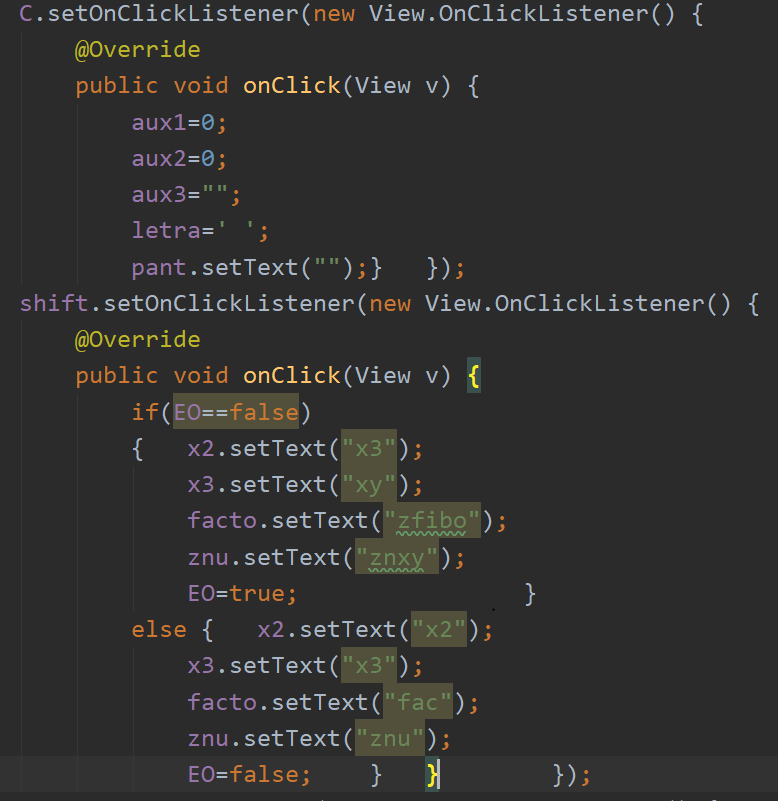 C.setOnClickListener(new View.OnClickListener() {
    @Override
    public void onClick(View v) {
        aux1=0;
        aux2=0;
        aux3="";
        letra=' ';
        pant.setText("");}   });
shift.setOnClickListener(new View.OnClickListener() {
    @Override
    public void onClick(View v) {
        if(EO==false)
        {   x2.setText("x3");
            x3.setText("xy");
            facto.setText("zfibo");
            znu.setText("znxy");
            EO=true;                }
        else {   x2.setText("x2");
            x3.setText("x3");
            facto.setText("fac");
            znu.setText("znu");
            EO=false;    }   }        });